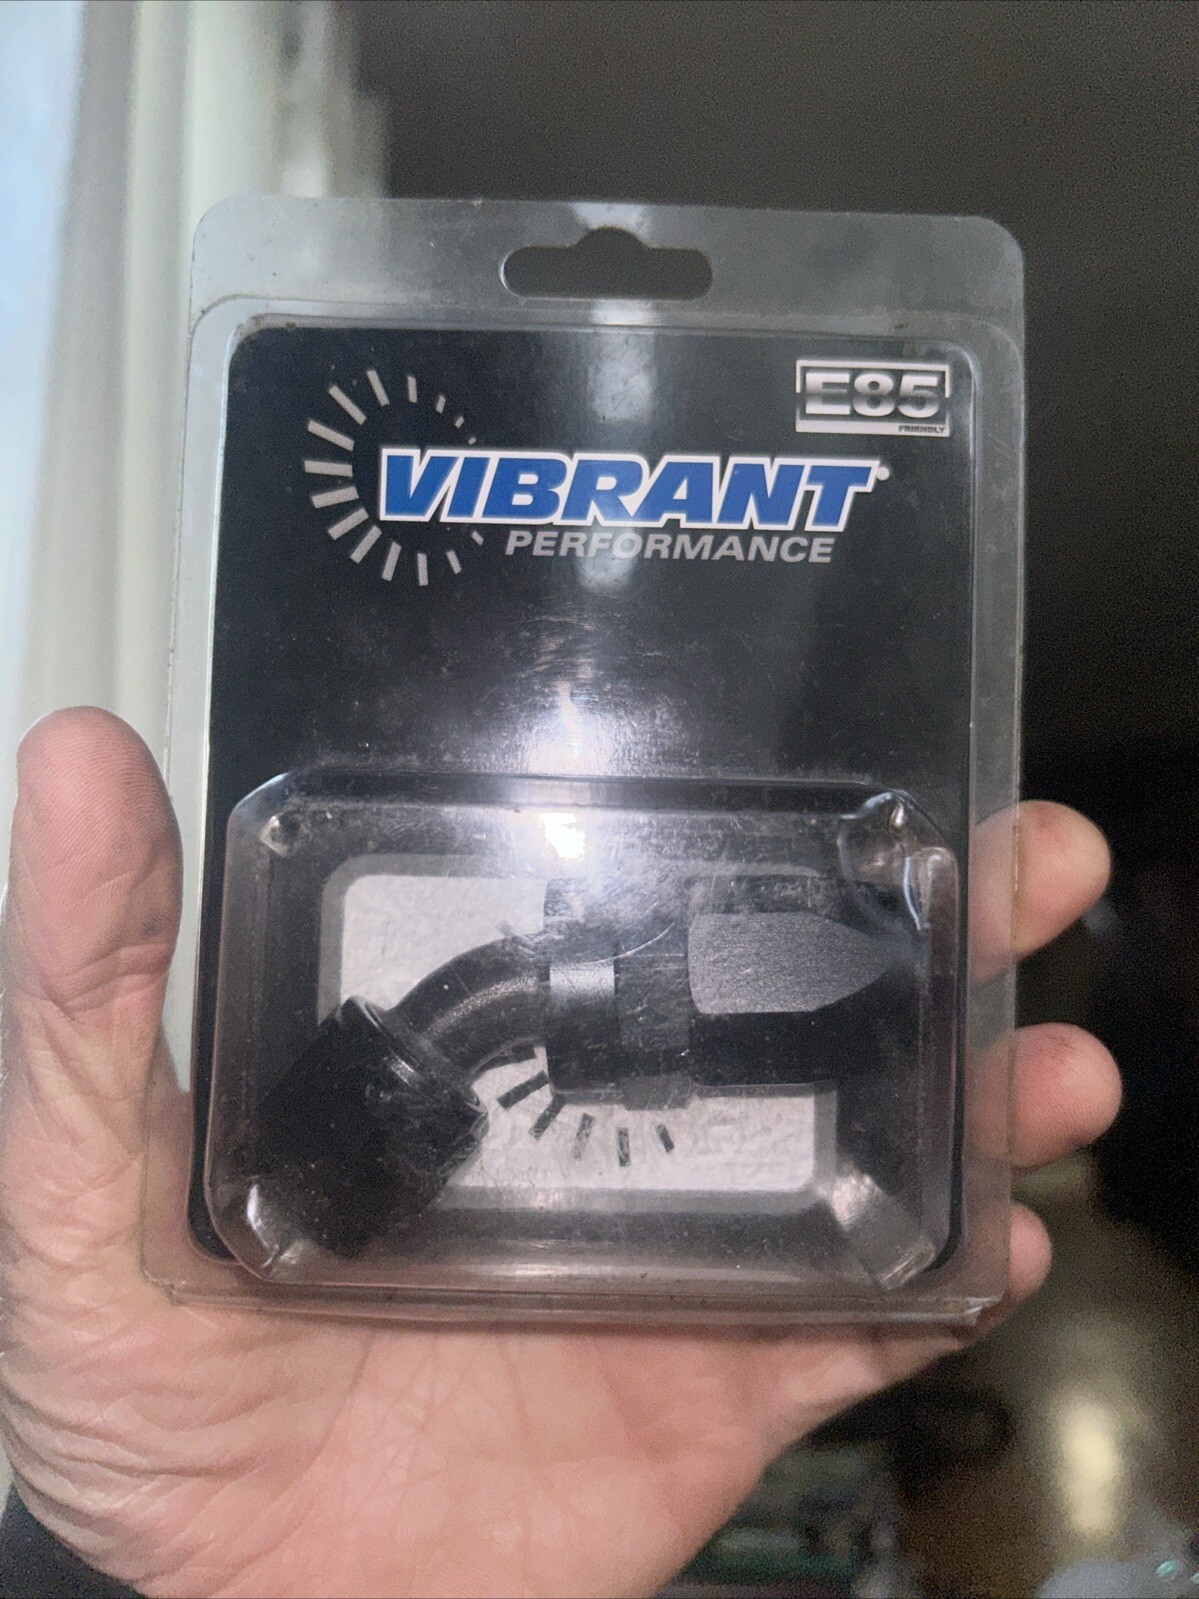 E85
FRIENDLY
VIBRANT
PERFORMANCE